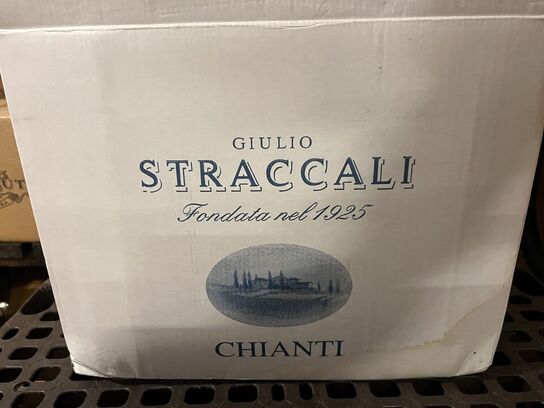 GIULIO
STRACCALI
Fondata nel 1925
CHIANTI